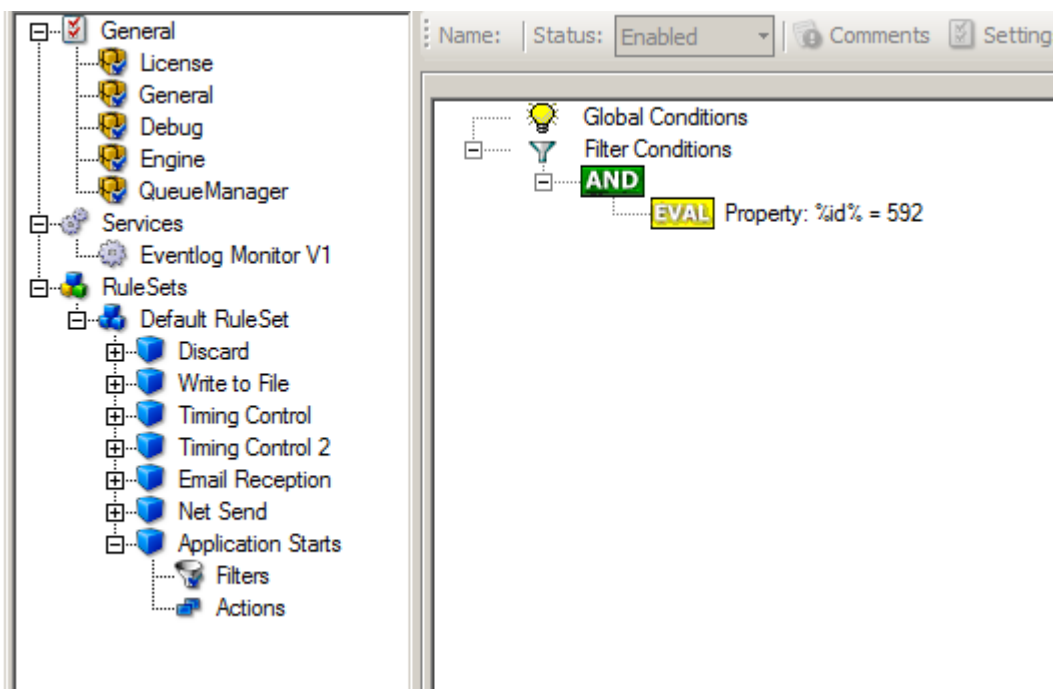 General
License
General
Debug
Engine
QueueManager
Services
Eventlog Monitor V1
RuleSets
Default RuleSet
Discard
Write to File
Timing Control
Timing Control 2
Email Reception
Net Send
Application Starts
Filters
Actions
Name: Status: Enabled Comments Setting
Global Conditions
Filter Conditions
AND
EVAL Property: %id% = 592